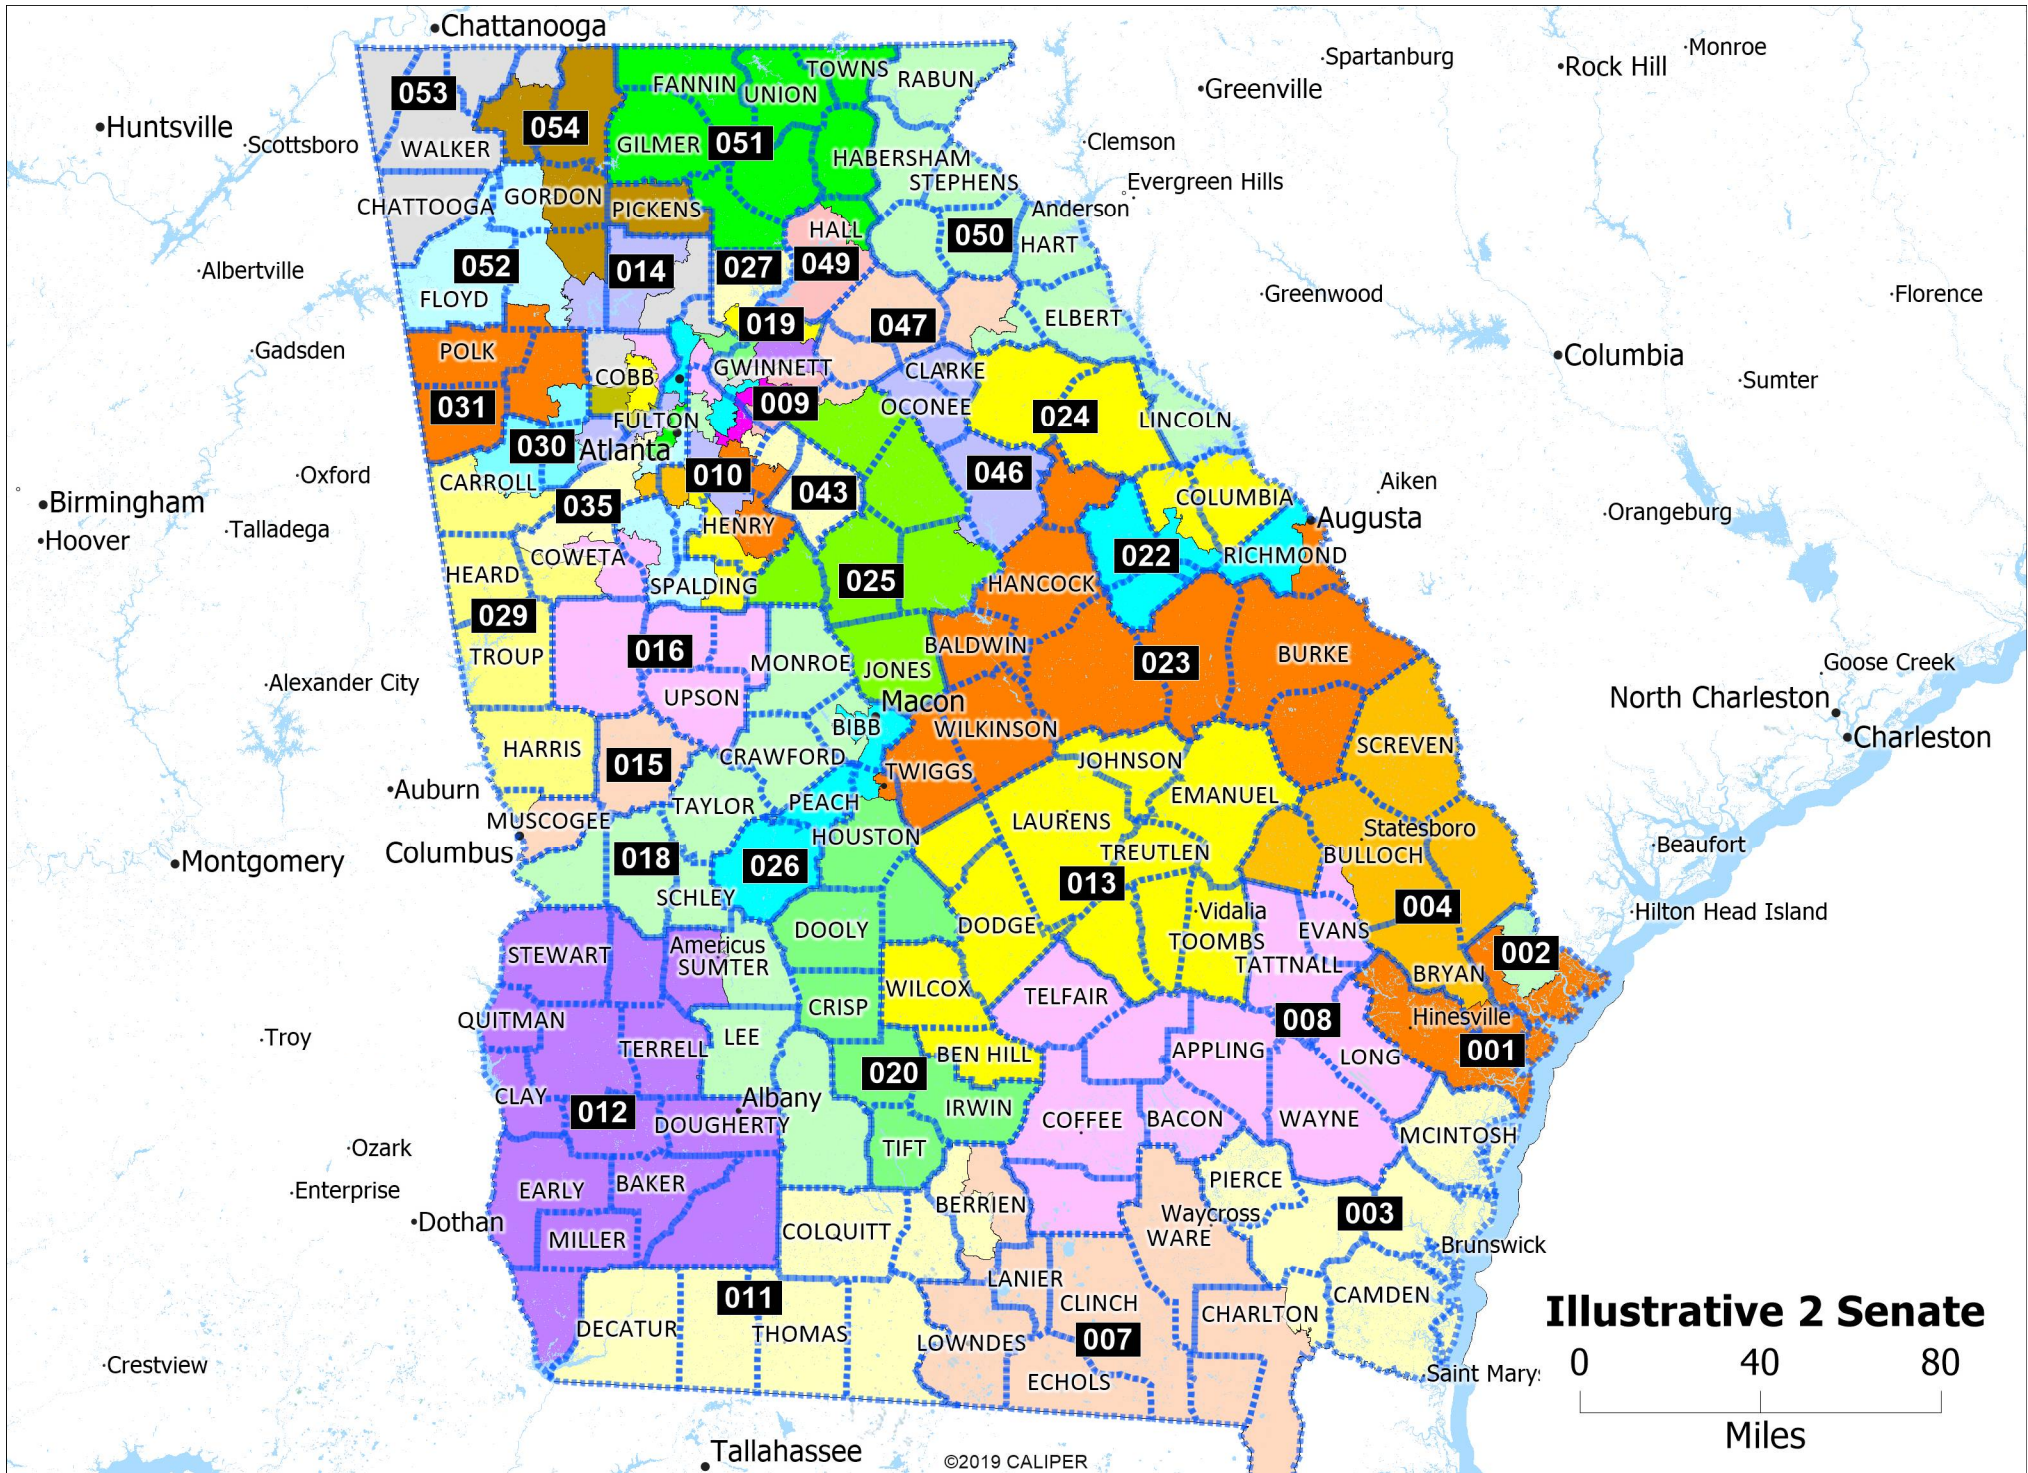 Chattanooga
Monroe
Spartanburg
Rock Hill
TOWNS
RABUN
FANNIN
UNION
053
Greenville
Huntsville
054
Scottsboro
WALKER
GILMER
051
Clemson
HABERSHAM
STEPHENS
Evergreen Hills
CHATTOOGA
GORDON
PICKENS
Anderson
HALL
050
HART
052
014
027
049
Albertville
FLOYD
Greenwood
Florence
019
047
ELBERT
Gadsden
POLK
Columbia
COBB
GWINNETT
CLARKE
Sumter
031
009
OCONEE
024
LINCOLN
FULTON
030
Atlanta
Oxford
CARROLL
010
046
Aiken
043
COLUMBIA
Birmingham
035
Augusta
Orangeburg
Talladega
HENRY
Hoover
COWETA
022
RICHMOND
HEARD
SPALDING
025
HANCOCK
029
TROUP
016
MONROE
BALDWIN
JONES
023
BURKE
Goose Creek
Alexander City
UPSON
Macon
North Charleston
BIBB
WILKINSON
Charleston
HARRIS
015
CRAWFORD
TWIGGS
JOHNSON
SCREVEN
Auburn
TAYLOR
PEACH
EMANUEL
MUSCOGEE
HOUSTON
LAURENS
Statesboro
Columbus
018
TREUTLEN
BULLOCH
Beaufort
Montgomery
026
013
SCHLEY
004
Vidalia
Hilton Head Island
STEWART
Americus
SUMTER
DOOLY
DODGE
TOOMBS
EVANS
TATTNALL
002
WILCOX
TELFAIR
BRYAN
CRISP
QUITMAN
008
Hinesville
Troy
TERRELL
LEE
BEN HILL
APPLING
LONG
001
020
CLAY
012
Albany
DOUGHERTY
IRWIN
COFFEE
BACON
WAYNE
MCINTOSH
Ozark
TIFT
Enterprise
EARLY
BAKER
PIERCE
BERRIEN
Dothan
MILLER
COLQUITT
Waycross
WARE
003
Brunswick
LANIER
CLINCH
011
CHARLTON
CAMDEN
Illustrative 2 Senate
DECATUR
THOMAS
LOWNDES
007
Crestview
ECHOLS
Saint Marys
0 40 80
Miles
Tallahassee
©2019 CALIPER